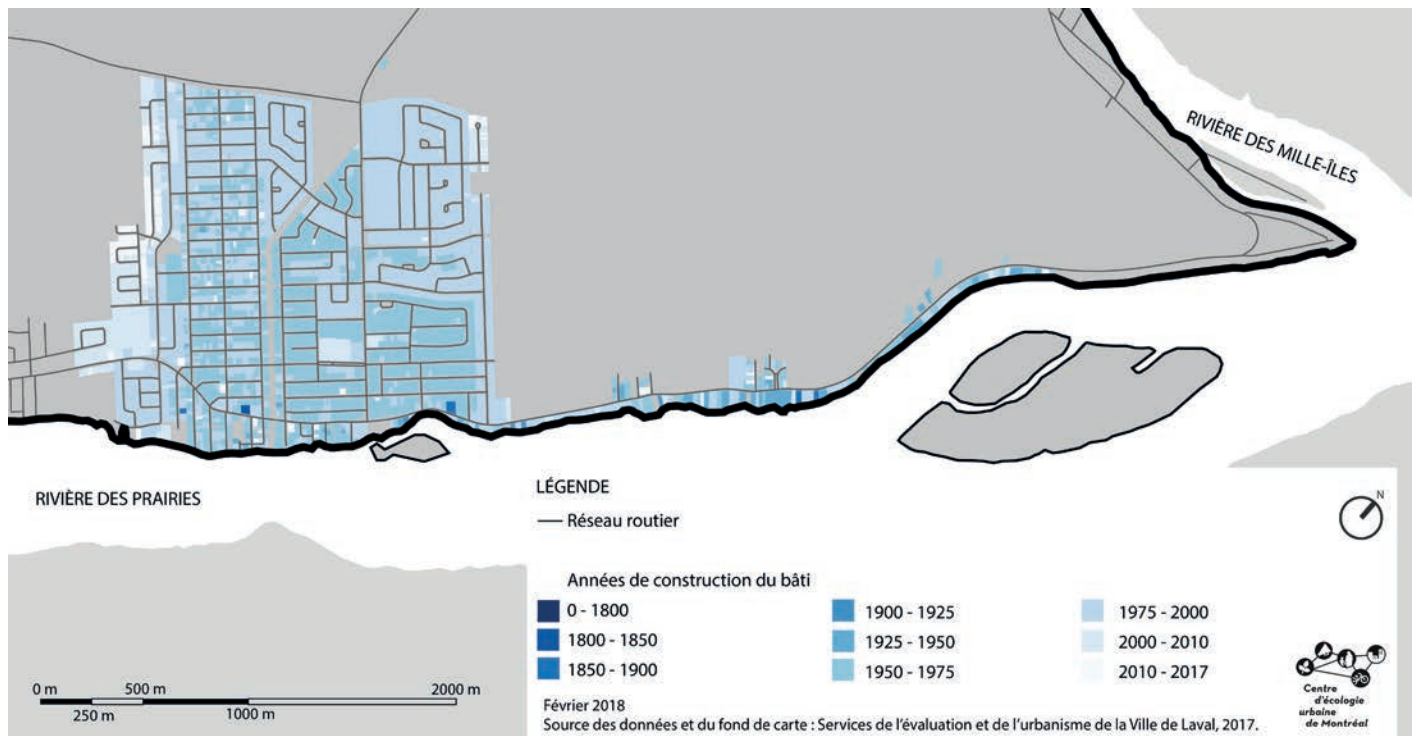 RIVIÈRE DES MILLE-ÎLES
RIVIÈRE DES PRAIRIES
LÉGENDE
Réseau routier
N
Années de construction du bâti
0 - 1800
1800 - 1850
1850 - 1900
1900 - 1925
1925 - 1950
1950 - 1975
1975 - 2000
2000 - 2010
2010 - 2017
0 m 500 m 2000 m
250 m 1000 m
Février 2018
Source des données et du fond de carte : Services de l'évaluation et de l'urbanisme de la Ville de Laval, 2017.
Centre
d'écologie
urbaine
de Montréal